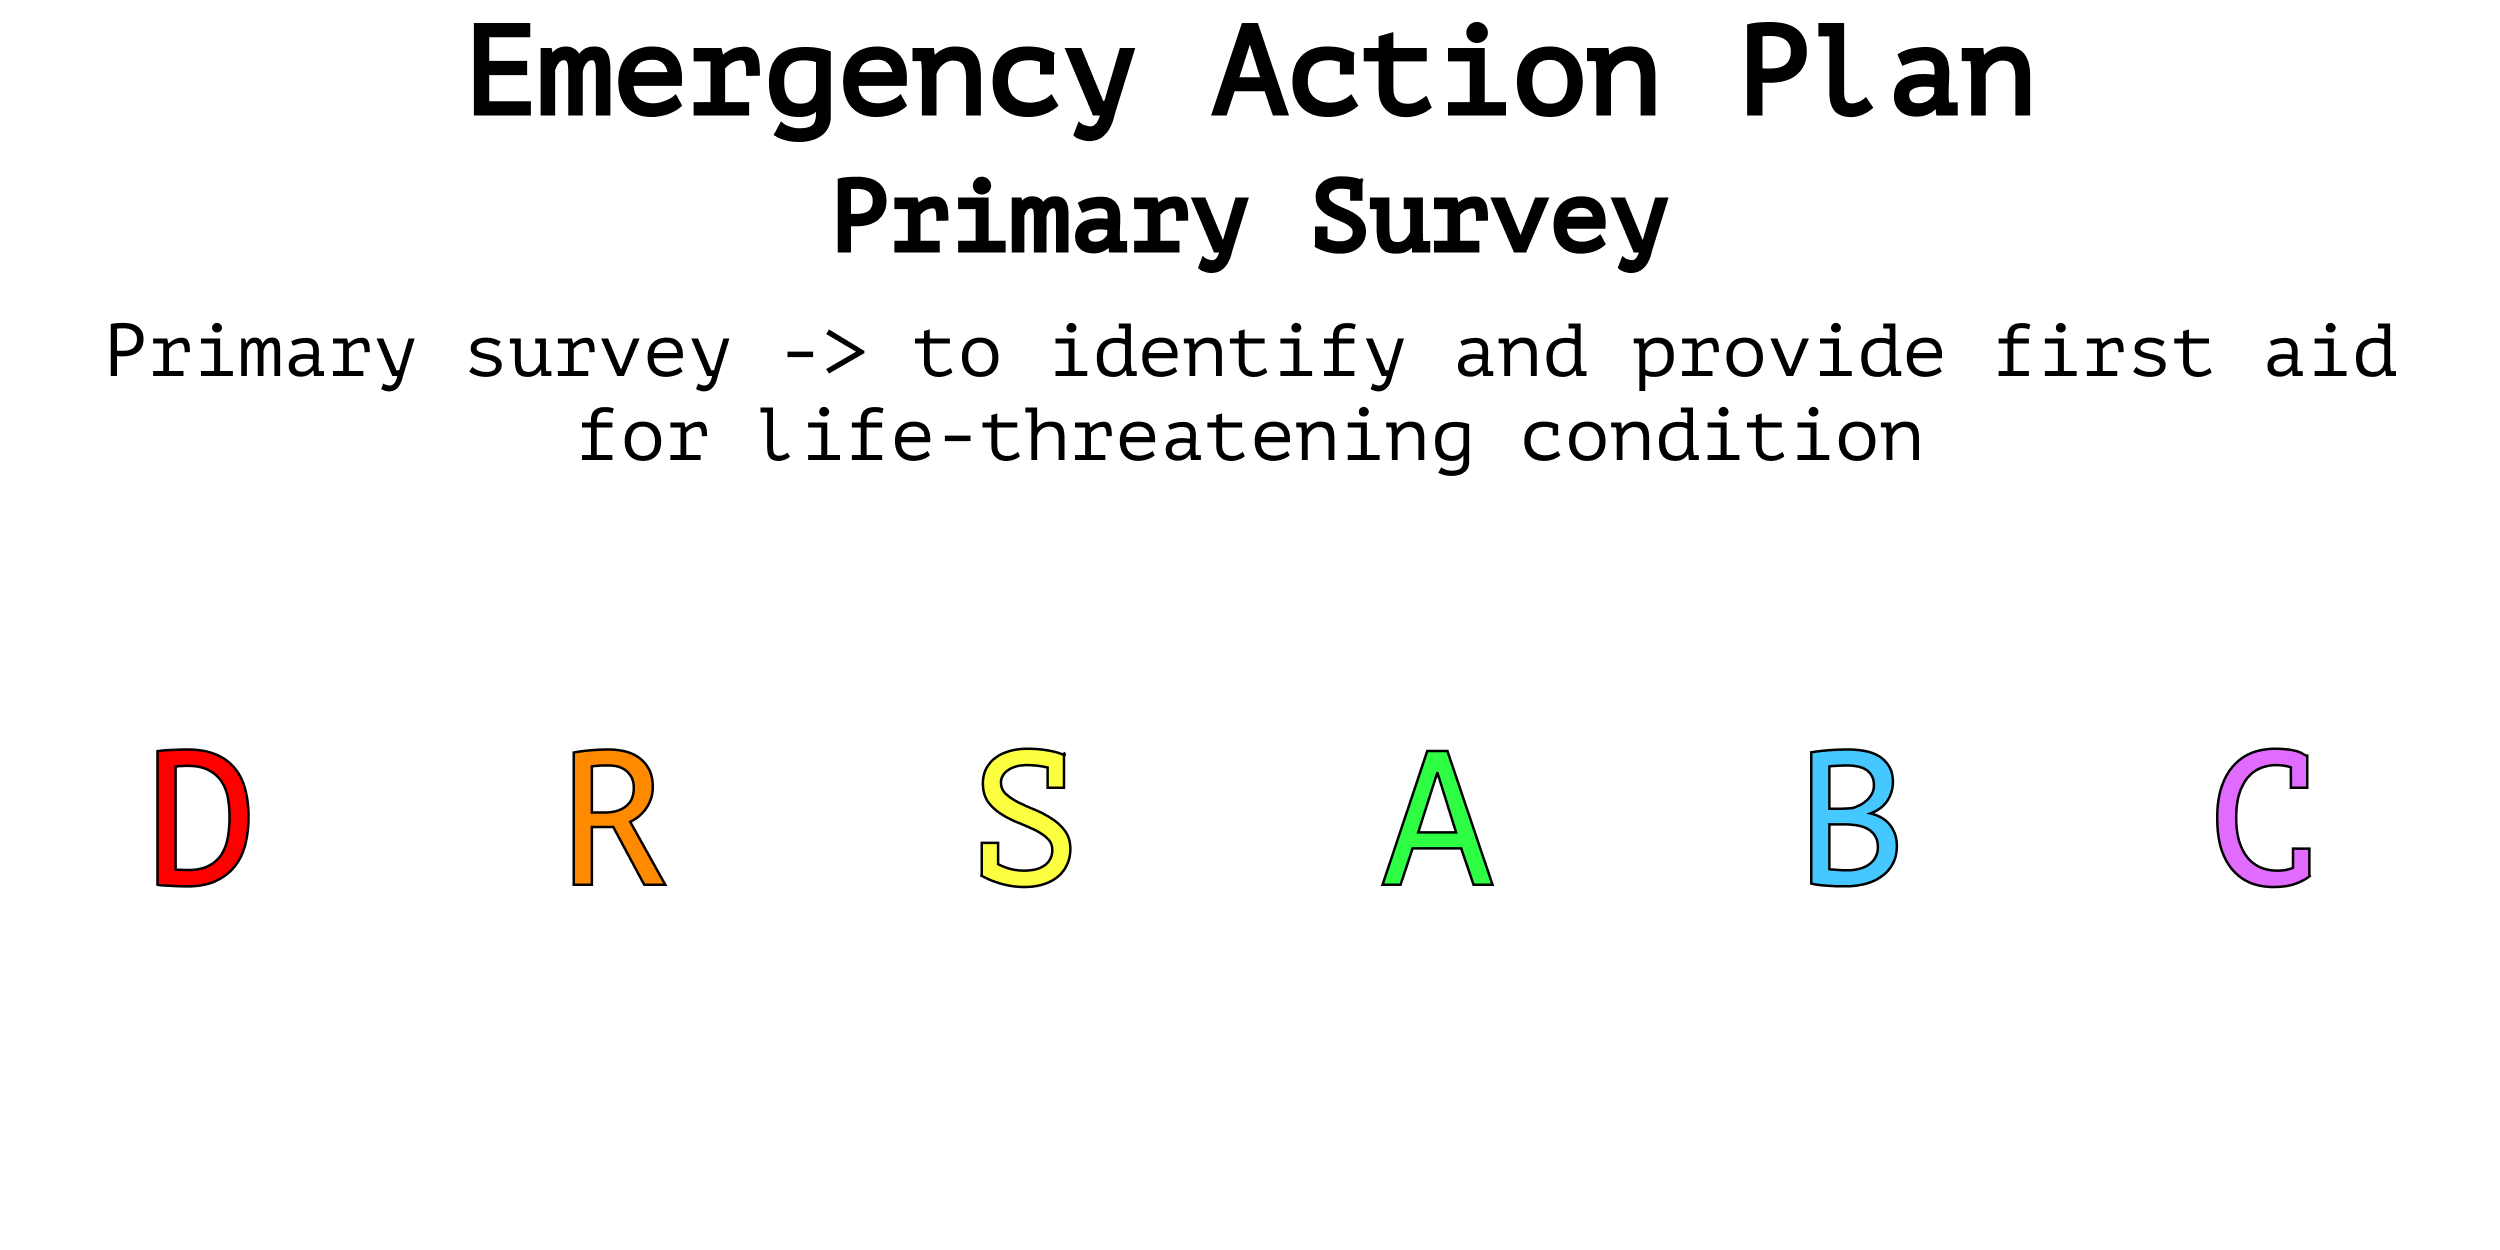 Emergency Action Plan
Primary Survey
Primary survey -> to identify and provide first aid
for life-threatening condition
D R S A B C